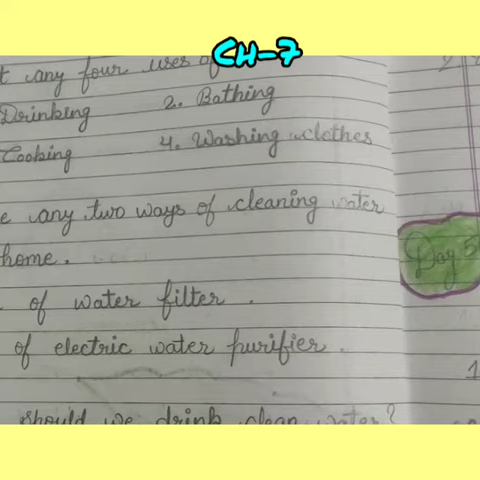 CH-7
t any four uses of
Drinking 2. Bathing
Cooking 4. Washing clothes
e any two ways of cleaning water
home.
Day 5
of water filter.
of electric water purifier.
1
should we drink clean water?